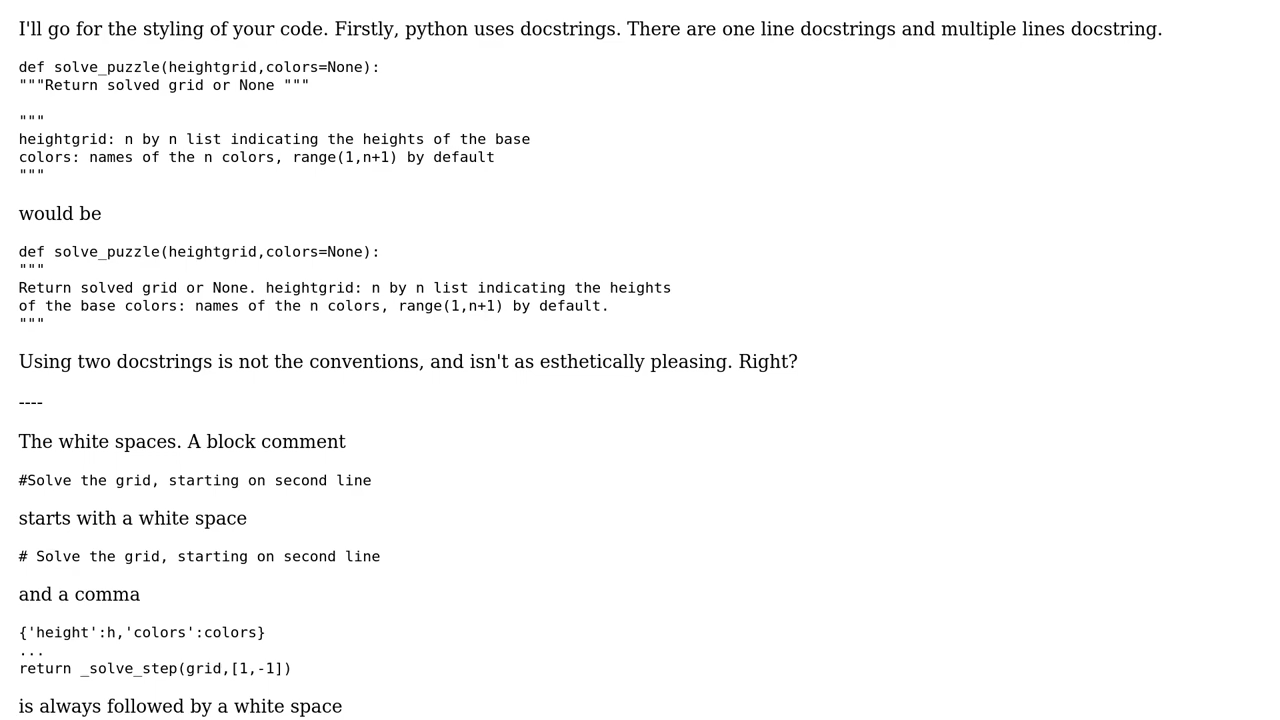 I'll go for the styling of your code. Firstly, python uses docstrings. There are one line docstrings and multiple lines docstring.
def solve_puzzle(heightgrid,colors=None):
"""Return solved grid or None """
"""
heightgrid: n by n list indicating the heights of the base
colors: names of the n colors, range(1,n+1) by default
"""
would be
def solve_puzzle(heightgrid,colors=None):
"""
Return solved grid or None. heightgrid: n by n list indicating the heights
of the base colors: names of the n colors, range(1,n+1) by default.
"""
Using two docstrings is not the conventions, and isn't as esthetically pleasing. Right?
----
The white spaces. A block comment
#Solve the grid, starting on second line
starts with a white space
# Solve the grid, starting on second line
and a comma
{'height':h,'colors':colors}
...
return _solve_step(grid,[1,-1])
is always followed by a white space